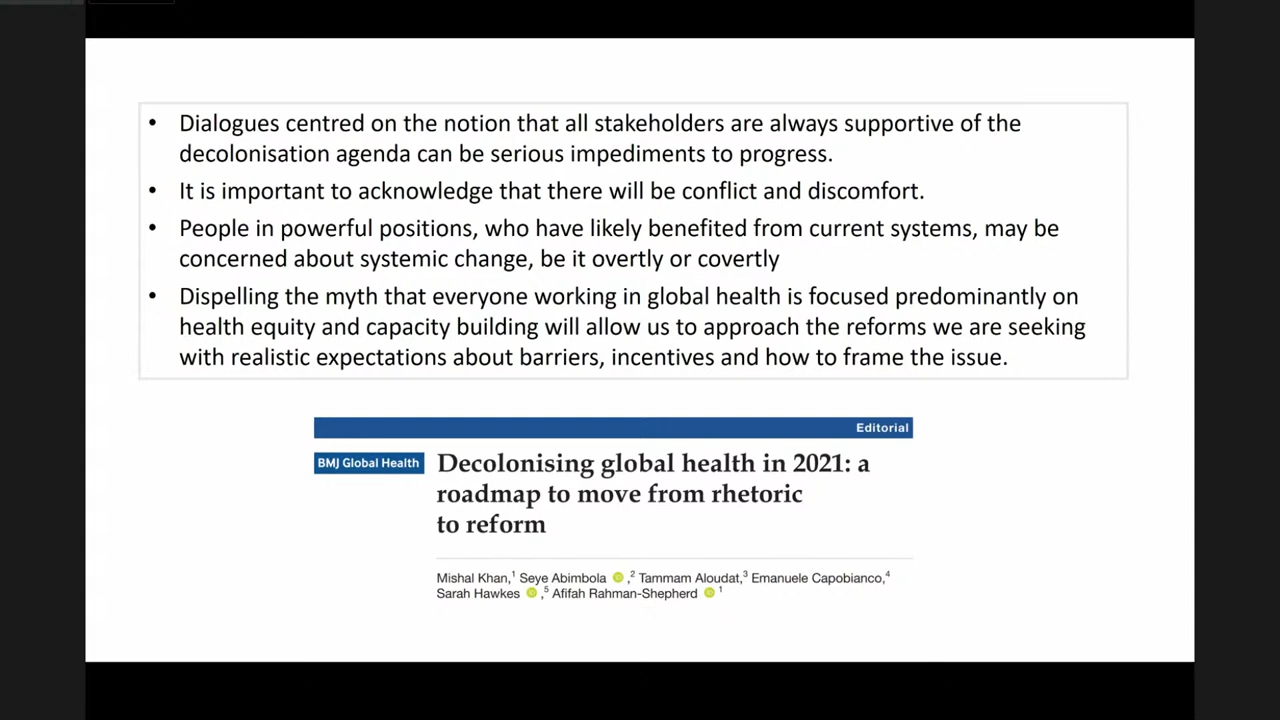 • Dialogues centred on the notion that all stakeholders are always supportive of the
decolonisation agenda can be serious impediments to progress.
• It is important to acknowledge that there will be conflict and discomfort.
• People in powerful positions, who have likely benefited from current systems, may be
concerned about systemic change, be it overtly or covertly
• Dispelling the myth that everyone working in global health is focused predominantly on
health equity and capacity building will allow us to approach the reforms we are seeking
with realistic expectations about barriers, incentives and how to frame the issue.
Editorial
BMJ Global Health
Decolonising global health in 2021: a
roadmap to move from rhetoric
to reform
Mishal Khan,1 Seye Abimbola ,2 Tammam Aloudat,3 Emanuele Capobianco,4
Sarah Hawkes ,5 Afifah Rahman-Shepherd 1